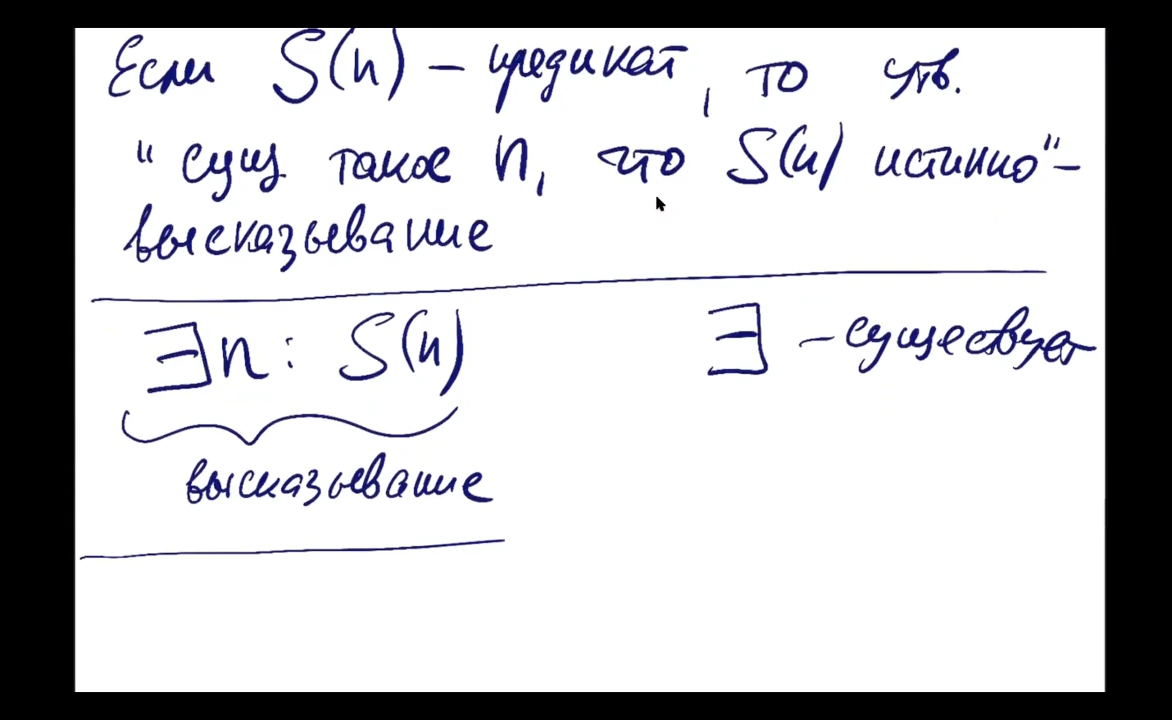 Если S(n) – предикат, то утв.
"сущ такое n, что S(n) истинно" –
высказывание
∃n : S(n) ∃ – существует
высказывание